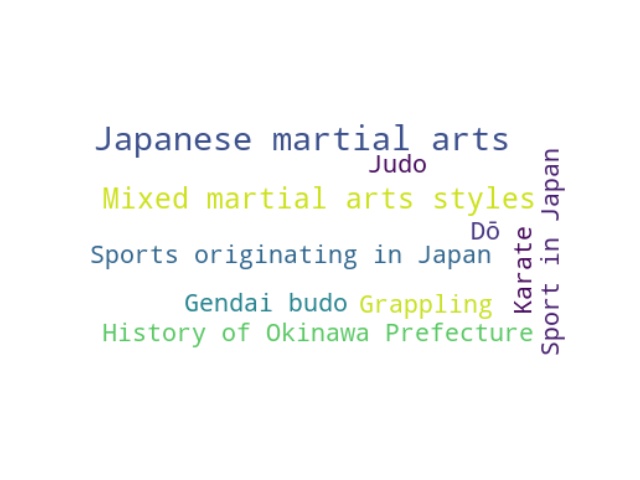 Japanese martial arts
Judo
Mixed martial arts styles
Dō
Sports originating in Japan
Karate
Sport in Japan
Gendai budo
Grappling
History of Okinawa Prefecture